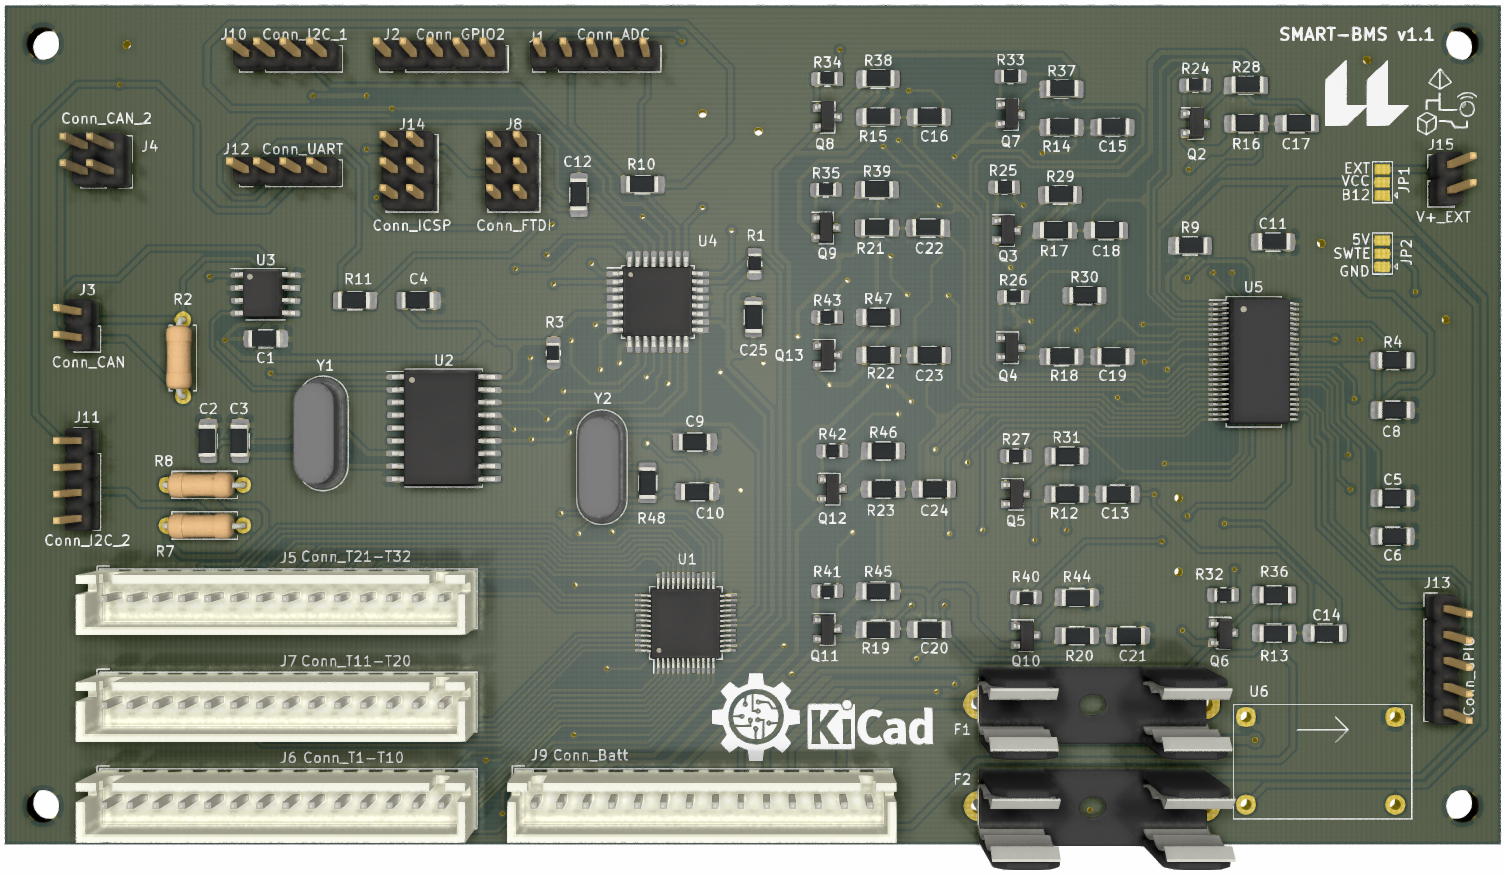 SMART-BMS v1.1
J10 Conn_I2C_1
J2 Conn_GPIO2
J1 Conn_ADC
R34 R38
R33 R37
R24 R28
Conn_CAN_2
J4
J12 Conn_UART
J14
J8
Conn_ICSP
Conn_FTDI
C12
R10
Q8
R15 C16
Q7
R14 C15
Q2
R16 C17
J15
EXT
VCC
B12
JP1
V+_EXT
R35 R39
R25 R29
Q9
R21 C22
Q3
R17 C18
R9
C11
5V
SWTE
GND
JP2
U4
R1
U3
R11
C4
J3
R2
C1
Conn_CAN
R3
C25
Q13
R43 R47
R22 C23
R26 R30
Q4
R18 C19
U5
R4
C8
Y1
U2
Y2
J11
C2 C3
R8
R7
Conn_I2C_2
C9
C10
R48
R42 R46
Q12
R23 C24
R27 R31
Q5
R12 C13
C5
C6
J5 Conn_T21-T32
U1
R41 R45
Q11
R19 C20
R40 R44
Q10
R20 C21
R32 R36
C14
Q6
R13
J13
J7 Conn_T11-T20
KiCad
F1
U6
J6 Conn_T1-T10
J9 Conn_Batt
F2